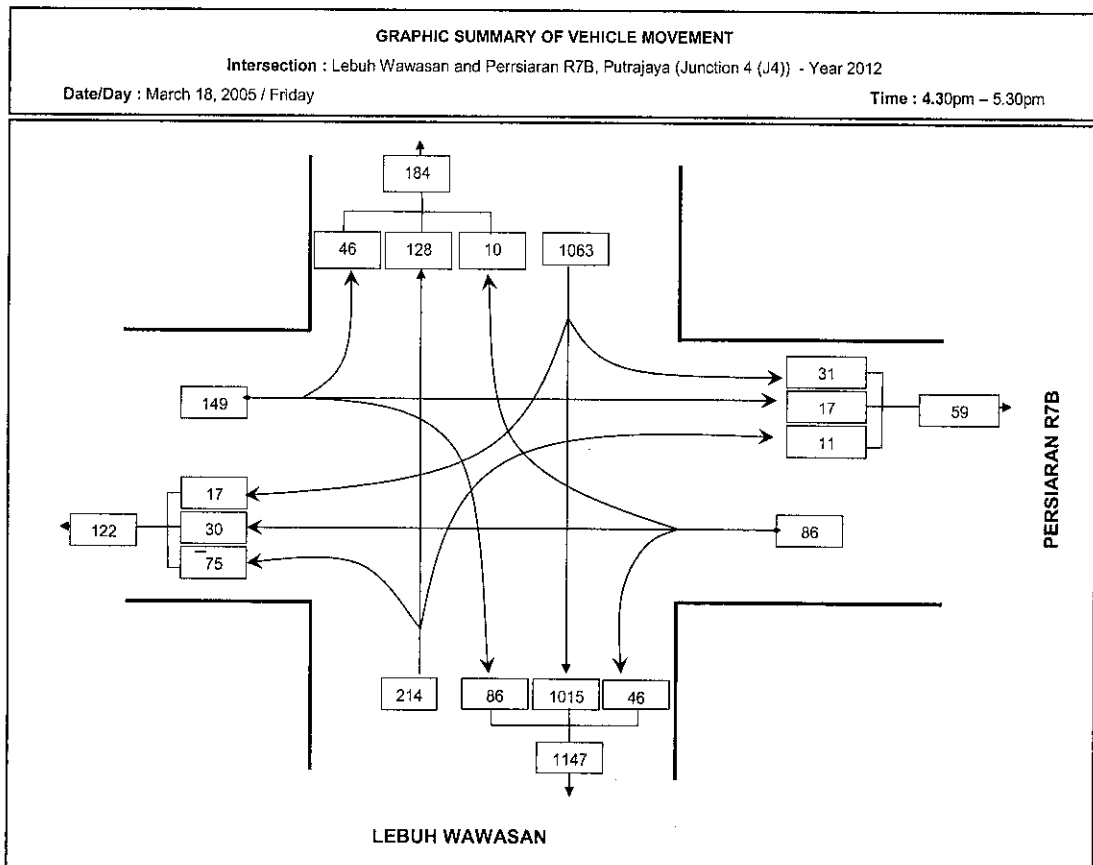 GRAPHIC SUMMARY OF VEHICLE MOVEMENT
Intersection : Lebuh Wawasan and Perrsiaran R7B, Putrajaya (Junction 4 (J4)) - Year 2012
Date/Day : March 18, 2005 / Friday Time : 4.30pm – 5.30pm
184
46 128 10 1063
31
149 17 59
11
17
122 30 86
75
PERSIARAN R7B
214 86 1015 46
1147
LEBUH WAWASAN